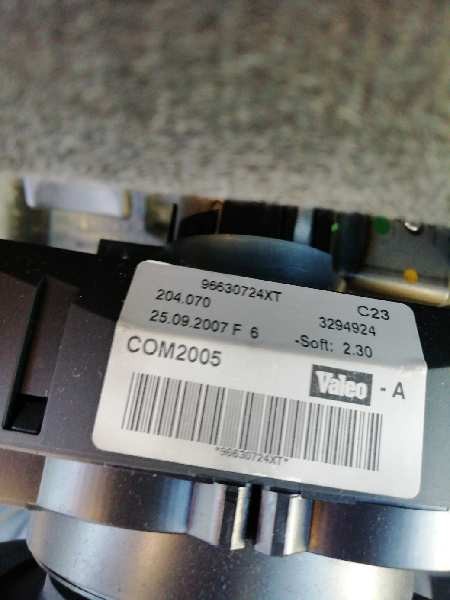 96630724XT C23
204.070 3294924
25.09.2007 F 6 -Soft: 2.30
COM2005 Valeo - A
*96630724XT*